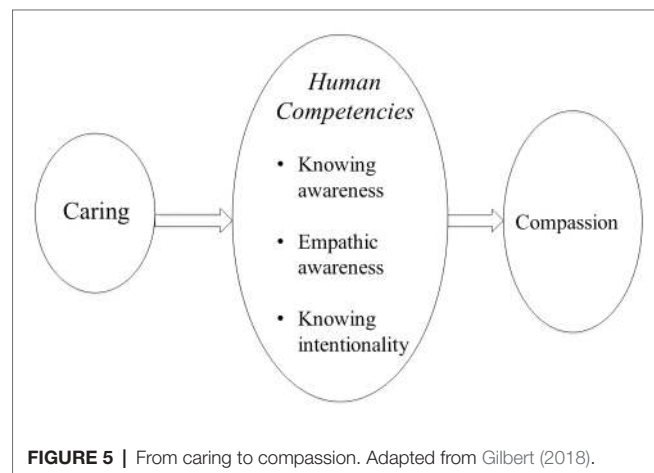 Human
Competencies
• Knowing
awareness
Caring
• Empathic
awareness
Compassion
• Knowing
intentionality
FIGURE 5 | From caring to compassion. Adapted from Gilbert (2018).